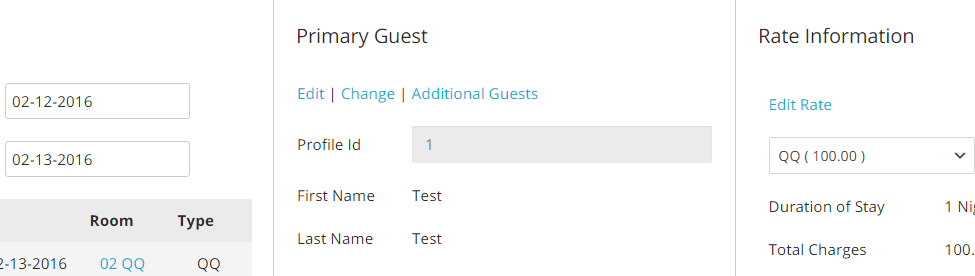 02-12-2016
02-13-2016
Room Type
2-13-2016 02 QQ QQ
Primary Guest
Edit | Change | Additional Guests
Profile Id 1
First Name Test
Last Name Test
Rate Information
Edit Rate
QQ ( 100.00 )
Duration of Stay 1
Total Charges 100.